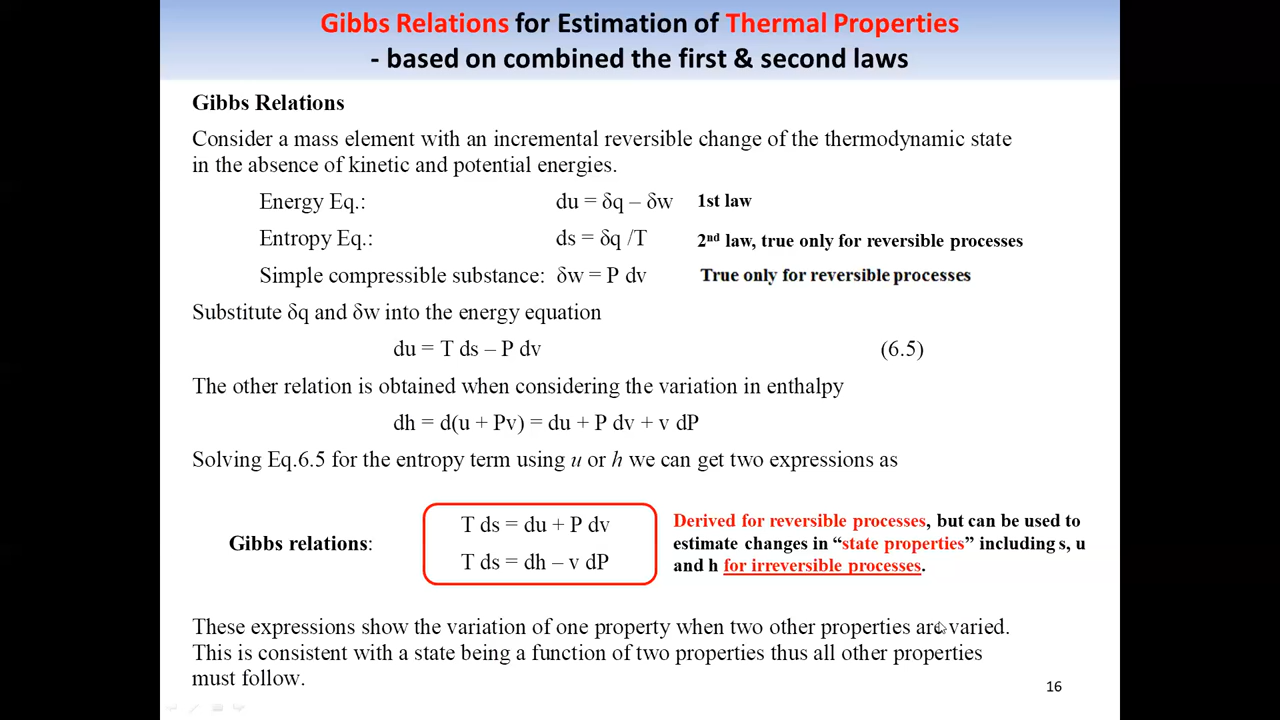 Gibbs Relations for Estimation of Thermal Properties
- based on combined the first & second laws
Gibbs Relations
Consider a mass element with an incremental reversible change of the thermodynamic state
in the absence of kinetic and potential energies.
Energy Eq.: du = δq – δw 1st law
Entropy Eq.: ds = δq /T 2nd law, true only for reversible processes
Simple compressible substance: δw = P dv True only for reversible processes
Substitute δq and δw into the energy equation
du = T ds – P dv (6.5)
The other relation is obtained when considering the variation in enthalpy
dh = d(u + Pv) = du + P dv + v dP
Solving Eq.6.5 for the entropy term using u or h we can get two expressions as
Gibbs relations:
T ds = du + P dv
T ds = dh – v dP
Derived for reversible processes, but can be used to
estimate changes in “state properties” including s, u
and h for irreversible processes.
These expressions show the variation of one property when two other properties are varied.
This is consistent with a state being a function of two properties thus all other properties
must follow.
16